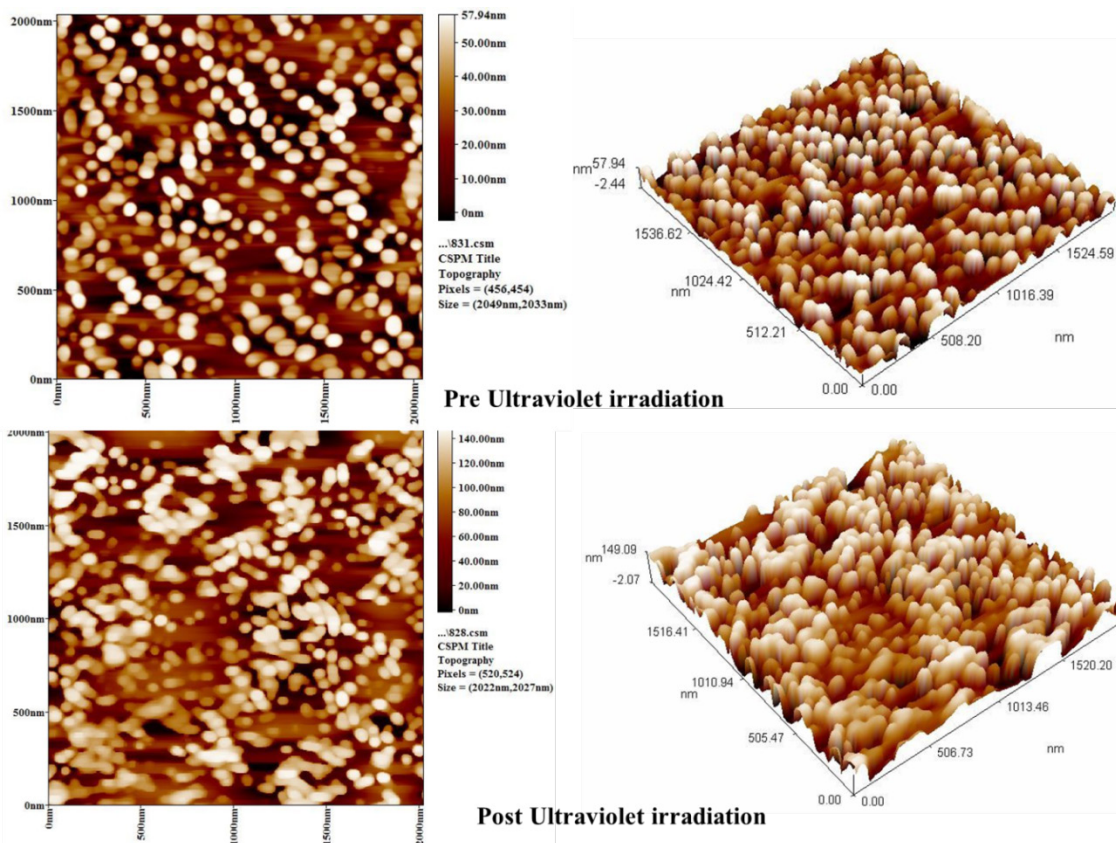 2000nm
1500nm
1000nm
500nm
0nm
0nm
500nm
1000nm
1500nm
2000nm
57.94nm
50.00nm
40.00nm
30.00nm
20.00nm
10.00nm
0nm
...\831.csm
CSPM Title
Topography
Pixels = (456,454)
Size = (2049nm,2033nm)
nm
57.94
-2.44
1536.62
1024.42
nm
512.21
0.00
0.00
508.20
1016.39
nm
1524.59
Pre Ultraviolet irradiation
2000nm
1500nm
1000nm
500nm
0nm
0nm
500nm
1000nm
1500nm
2000nm
140.00nm
120.00nm
100.00nm
80.00nm
60.00nm
40.00nm
20.00nm
0nm
...\828.csm
CSPM Title
Topography
Pixels = (520,524)
Size = (2022nm,2027nm)
nm
149.09
-2.07
1516.41
1010.94
nm
505.47
0.00
0.00
506.73
1013.46
nm
1520.20
Post Ultraviolet irradiation